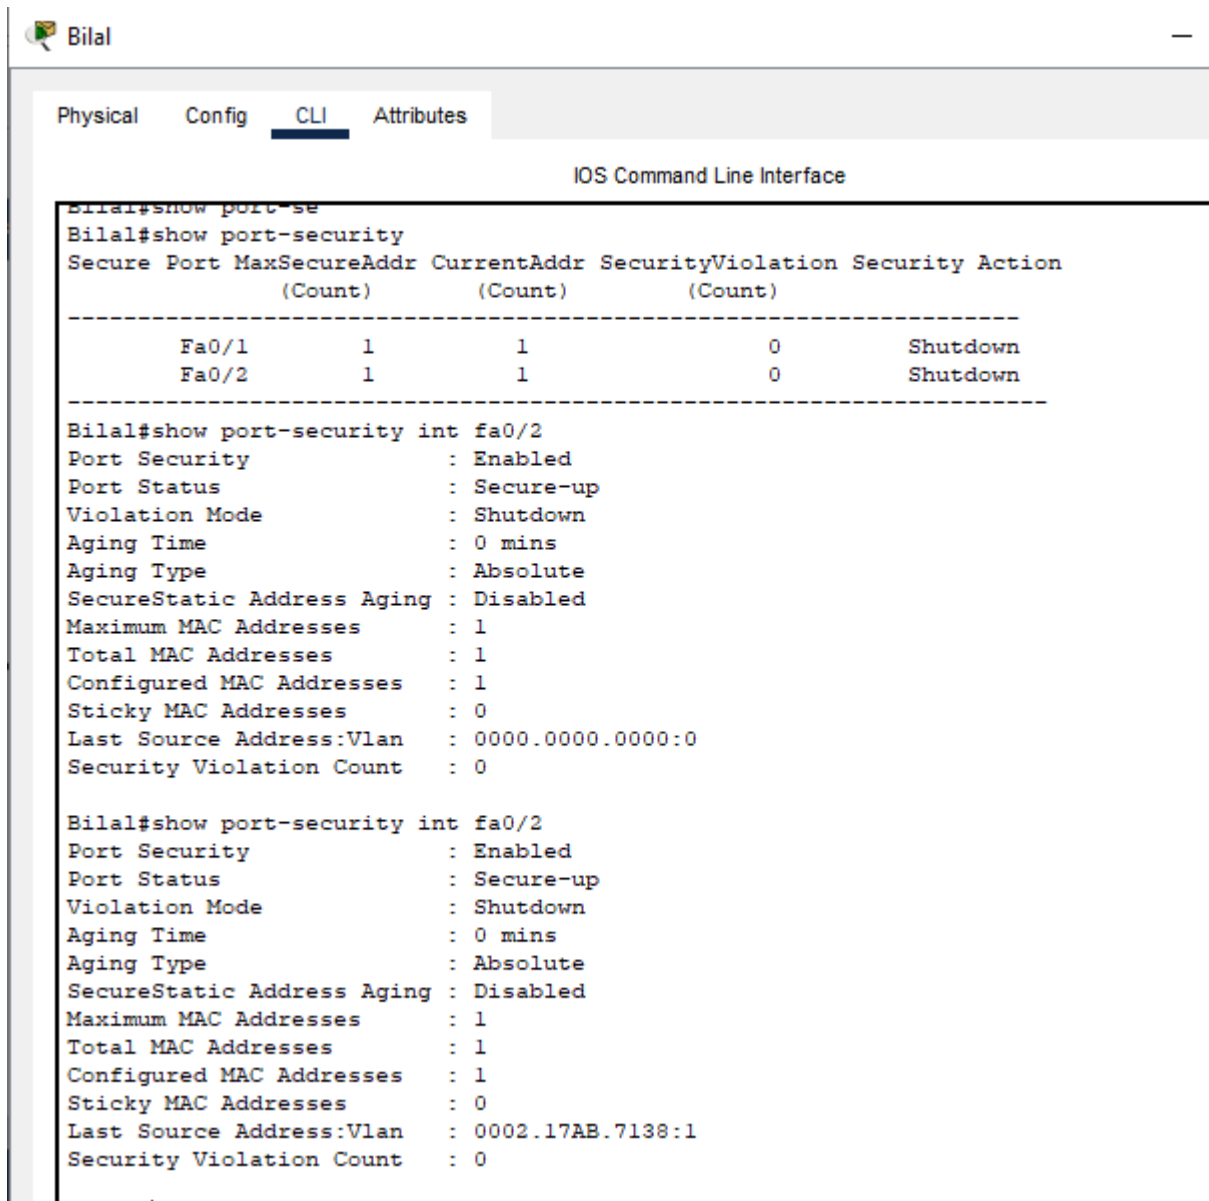 Bilal
Physical Config CLI Attributes
IOS Command Line Interface
Bilal#show port-se
Bilal#show port-security
Secure Port MaxSecureAddr CurrentAddr SecurityViolation Security Action
(Count) (Count) (Count)
--------------------------------------------------------------------
Fa0/1 1 1 0 Shutdown
Fa0/2 1 1 0 Shutdown
----------------------------------------------------------------------
Bilal#show port-security int fa0/2
Port Security : Enabled
Port Status : Secure-up
Violation Mode : Shutdown
Aging Time : 0 mins
Aging Type : Absolute
SecureStatic Address Aging : Disabled
Maximum MAC Addresses : 1
Total MAC Addresses : 1
Configured MAC Addresses : 1
Sticky MAC Addresses : 0
Last Source Address:Vlan : 0000.0000.0000:0
Security Violation Count : 0
Bilal#show port-security int fa0/2
Port Security : Enabled
Port Status : Secure-up
Violation Mode : Shutdown
Aging Time : 0 mins
Aging Type : Absolute
SecureStatic Address Aging : Disabled
Maximum MAC Addresses : 1
Total MAC Addresses : 1
Configured MAC Addresses : 1
Sticky MAC Addresses : 0
Last Source Address:Vlan : 0002.17AB.7138:1
Security Violation Count : 0